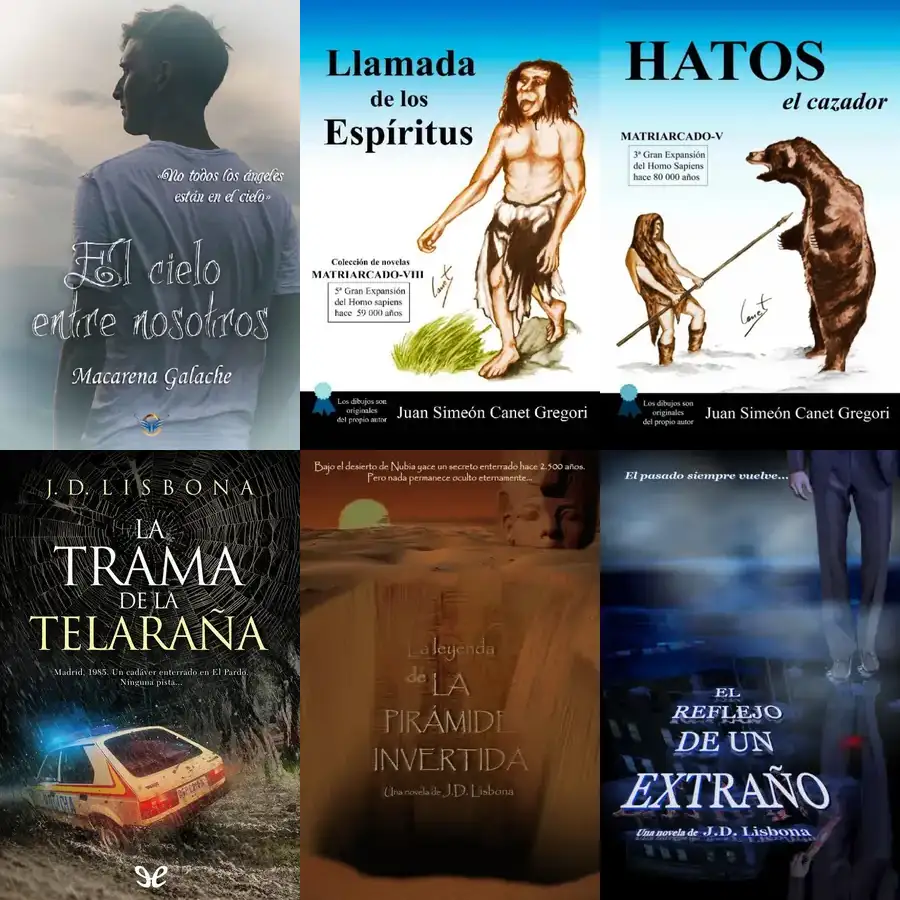 «No todos los ángeles
están en el cielo»
El cielo
entre nosotros
Macarena Galache
Llamada
de los
Espíritus
Colección de novelas
MATRIARCADO-VIII
5ª Gran Expansión
del Homo sapiens
hace 59 000 años
Canet
Los dibujos son
originales
del propio autor
Juan Simeón Canet Gregori
HATOS
el cazador
MATRIARCADO-V
3ª Gran Expansión
del Homo Sapiens
hace 80 000 años
Canet
Los dibujos son
originales
del propio autor
Juan Simeón Canet Gregori
J. D. LISBONA
LA
TRAMA
DE LA
TELARAÑA
Madrid, 1985. Un cadáver enterrado en El Pardo.
Ninguna pista...
Bajo el desierto de Nubia yace un secreto enterrado hace 2.500 años.
Pero nada permanece oculto eternamente...
La leyenda
de LA
PIRÁMIDE
INVERTIDA
Una novela de J.D. Lisbona
El pasado siempre vuelve...
EL
REFLEJO
DE UN
EXTRAÑO
Una novela de J.D. Lisbona